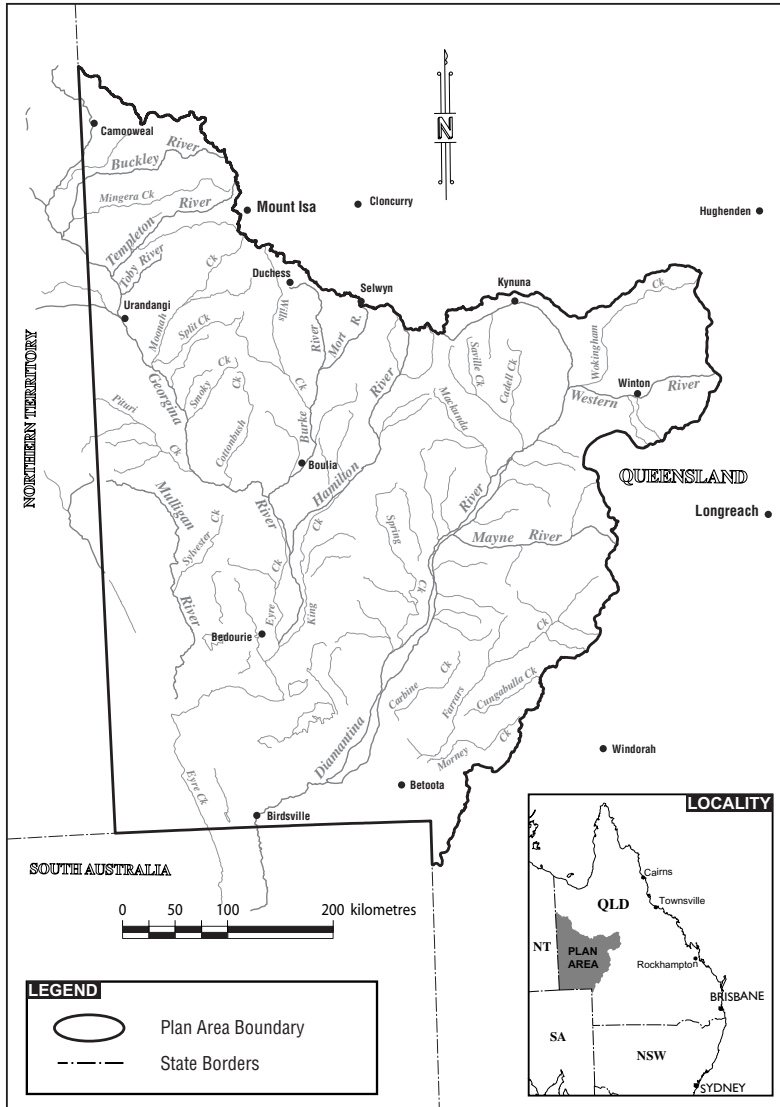 N
Camooweal
Buckley River
Mingera Ck
Templeton River
Mount Isa
Cloncurry
Hughenden
Toby River
Duchess
Selwyn
Kynuna
Urandangi
Moonah Ck
Split Ck
Wills Ck
River
Mort R.
Saville Ck
Cadell Ck
Wokingham Ck
Winton
Western River
Georgina River
Smoky Ck
Cottonbush Ck
Burke
Boulia
Hamilton River
Machanda
Pituri Ck
NORTHERN TERRITORY
QUEENSLAND
Longreach
Mulligan River
Sylvester Ck
Spring Ck
River
Mayne River
Eyre Ck
King Ck
Bedourie
Carbine Ck
Farrars Ck
Cungabulla Ck
Morney Ck
Windorah
Diamantina
Betoota
Eyre Ck
Birdsville
SOUTH AUSTRALIA
0 50 100 200 kilometres
LEGEND
Plan Area Boundary
State Borders
LOCALITY
Cairns
Townsville
QLD
NT
PLAN
AREA
Rockhampton
BRISBANE
SA
NSW
SYDNEY